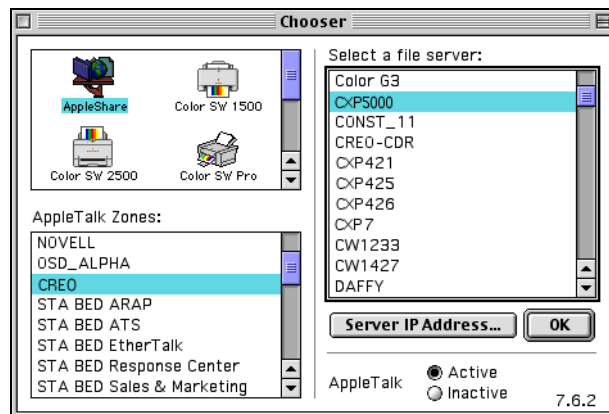 Chooser
AppleShare
Color SW 1500
Color SW 2500
Color SW Pro
AppleTalk Zones:
NOVELL
OSD_ALPHA
CREO
STA BED ARAP
STA BED ATS
STA BED EtherTalk
STA BED Response Center
STA BED Sales & Marketing
Select a file server:
Color G3
CXP5000
CONST_11
CREO-CDR
CXP421
CXP425
CXP426
CXP7
CW1233
CW1427
DAFFY
Server IP Address...
OK
AppleTalk
Active
Inactive
7.6.2